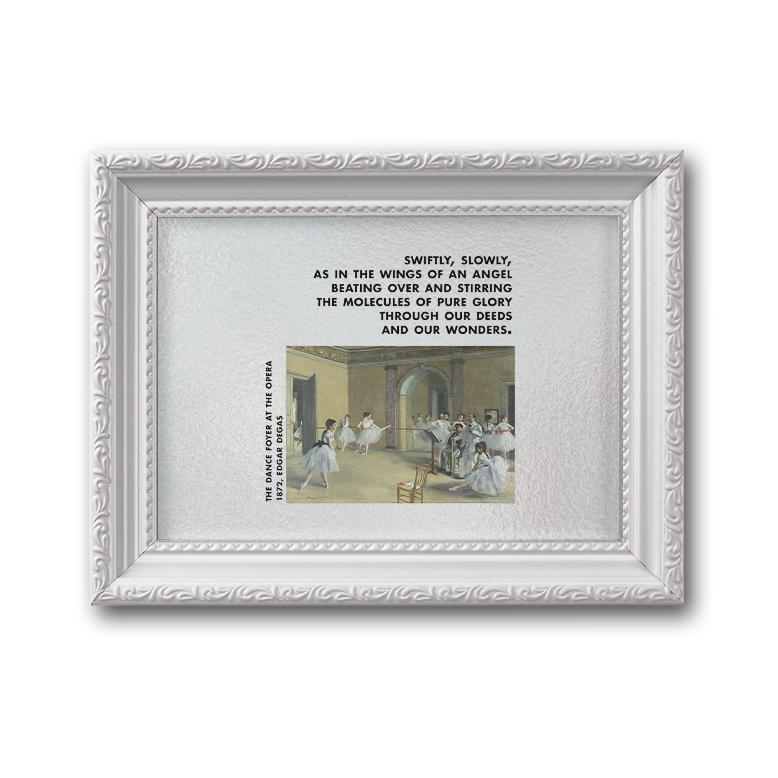 SWIFTLY, SLOWLY,
AS IN THE WINGS OF AN ANGEL
BEATING OVER AND STIRRING
THE MOLECULES OF PURE GLORY
THROUGH OUR DEEDS
AND OUR WONDERS.
THE DANCE FOYER AT THE OPERA
1872, EDGAR DEGAS